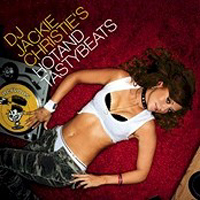 DJ
JACKIE
CHRISTIE'S
HOT AND
TASTY BEATS